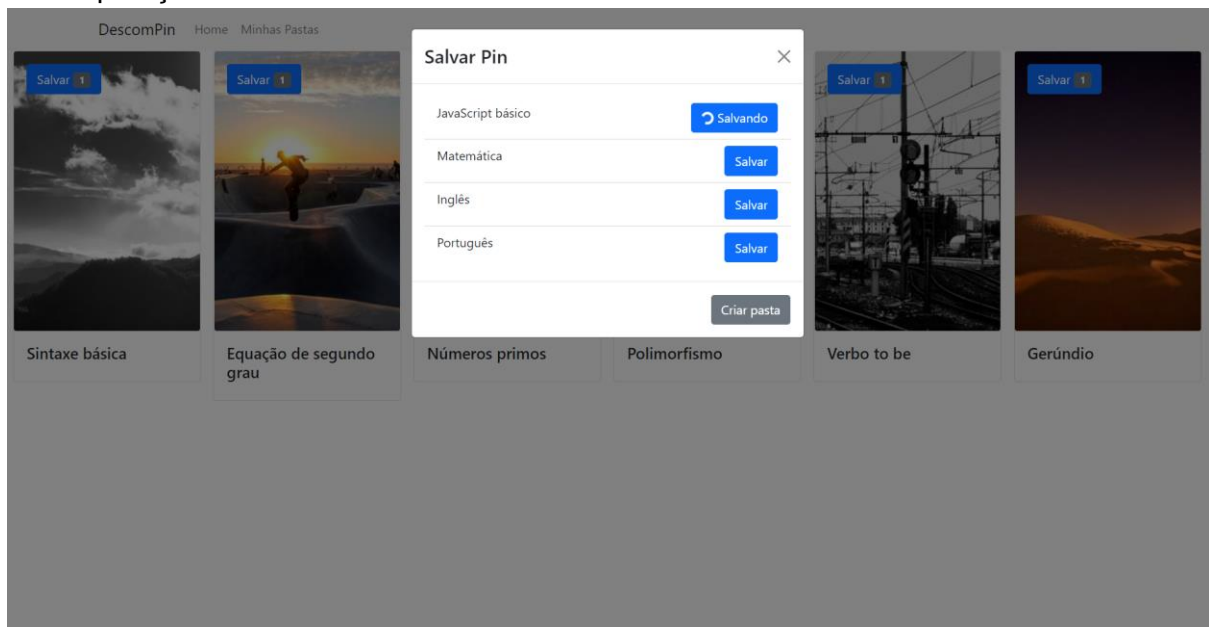 DescomPin Home Minhas Pastas
Salvar Pin
Salvar 1
Salvar 1
Salvar 1
Salvar 1
JavaScript básico Salvando
Matemática Salvar
Inglês Salvar
Português Salvar
Criar pasta
Sintaxe básica
Equação de segundo
grau
Números primos
Polimorfismo
Verbo to be
Gerúndio